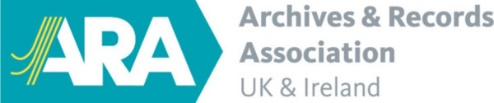 ARA
Archives & Records
Association
UK & Ireland